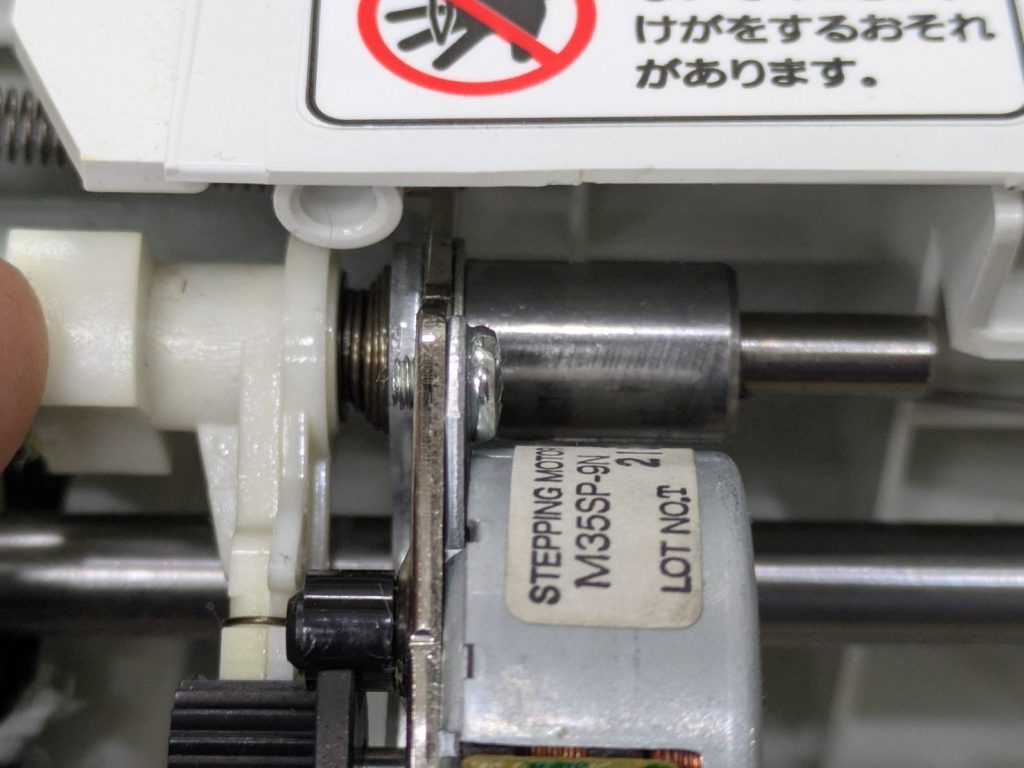 けがをするおそれ
があります。
STEPPING MOTO
M35SP-9N
21
LOT NO.T